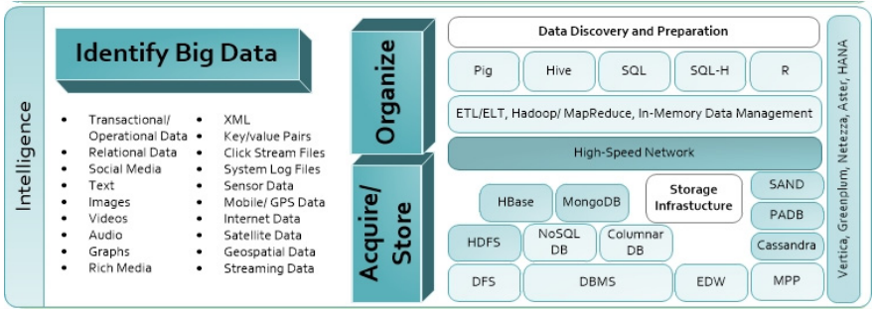 Intelligence
Identify Big Data
Transactional/
Operational Data
Relational Data
Social Media
Text
Images
Videos
Audio
Graphs
Rich Media
XML
Key/value Pairs
Click Stream Files
System Log Files
Sensor Data
Mobile/ GPS Data
Internet Data
Satellite Data
Geospatial Data
Streaming Data
Organize
Acquire/
Store
Data Discovery and Preparation
Pig
Hive
SQL
SQL-H
R
ETL/ELT, Hadoop/ MapReduce, In-Memory Data Management
High-Speed Network
HBase
MongoDB
Storage
Infrastucture
SAND
PADB
HDFS
NoSQL
DB
Columnar
DB
Cassandra
DFS
DBMS
EDW
MPP
Vertica, Greenplum, Netezza, Aster, HANA